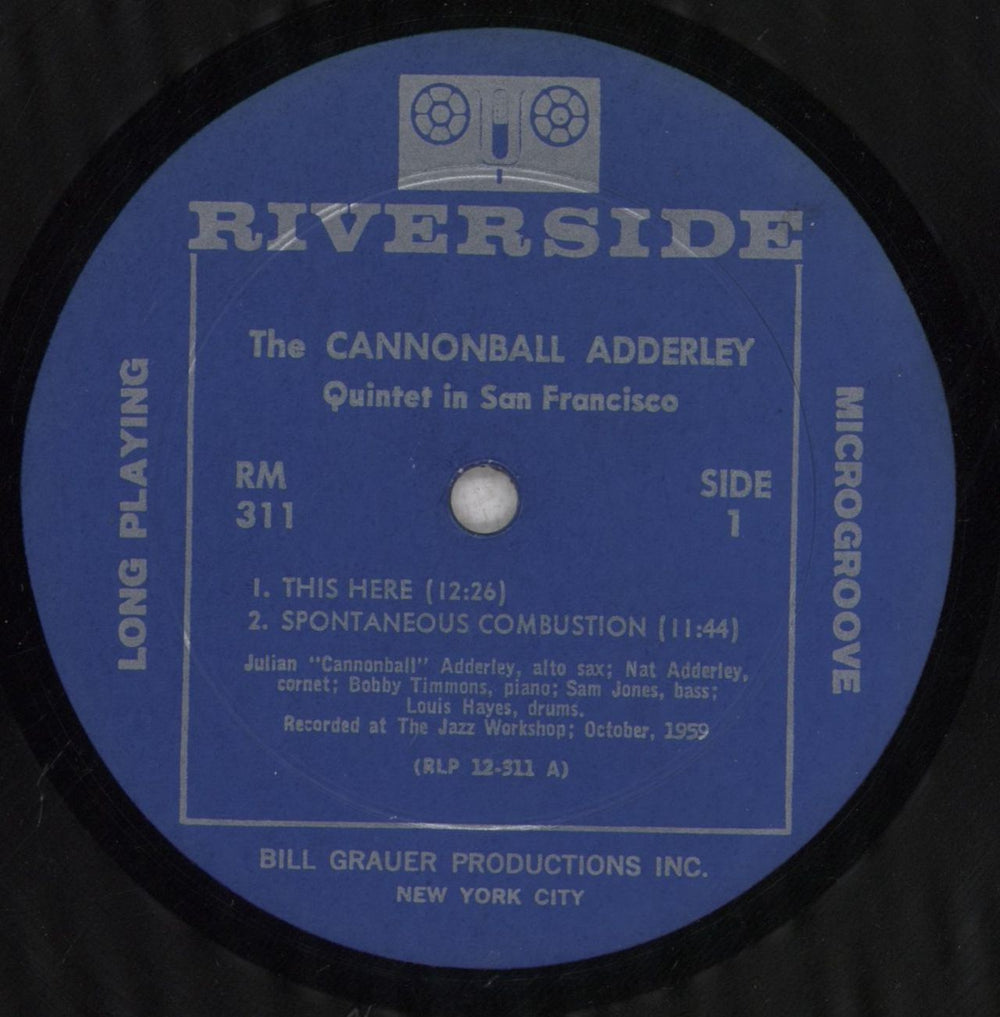 RIVERSIDE
The CANNONBALL ADDERLEY
Quintet in San Francisco
LONG PLAYING
MICROGROOVE
RM
311
SIDE
1
1. THIS HERE (12:26)
2. SPONTANEOUS COMBUSTION (11:44)
Julian "Cannonball" Adderley, alto sax; Nat Adderley,
cornet; Bobby Timmons, piano; Sam Jones, bass;
Louis Hayes, drums.
Recorded at The Jazz Workshop; October, 1959
(RLP 12-311 A)
BILL GRAUER PRODUCTIONS INC.
NEW YORK CITY